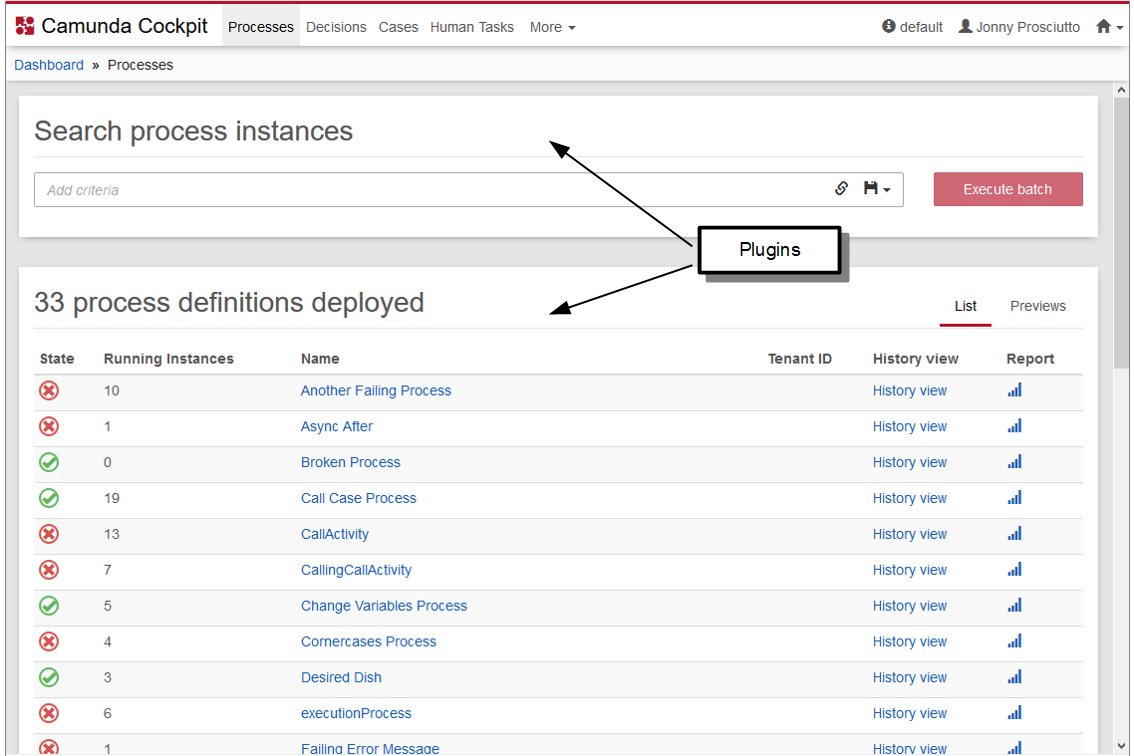 Camunda Cockpit Processes Decisions Cases Human Tasks More default Jonny Prosciutto
Dashboard » Processes
Search process instances
Add criteria Execute batch
Plugins
33 process definitions deployed List Previews
State Running Instances Name Tenant ID History view Report
10 Another Failing Process History view
1 Async After History view
0 Broken Process History view
19 Call Case Process History view
13 CallActivity History view
7 CallingCallActivity History view
5 Change Variables Process History view
4 Cornercases Process History view
3 Desired Dish History view
6 executionProcess History view
1 Failing Error Message History view